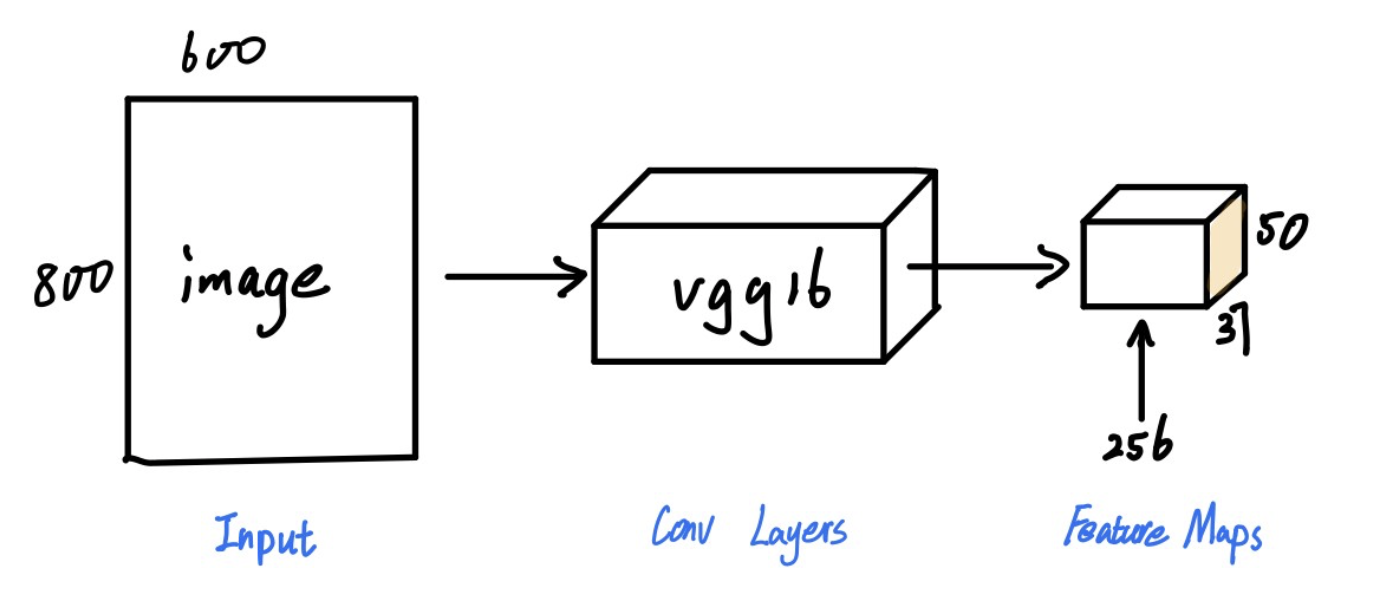 600
800
image
vgg16
50
37
256
Input
Conv Layers
Feature Maps